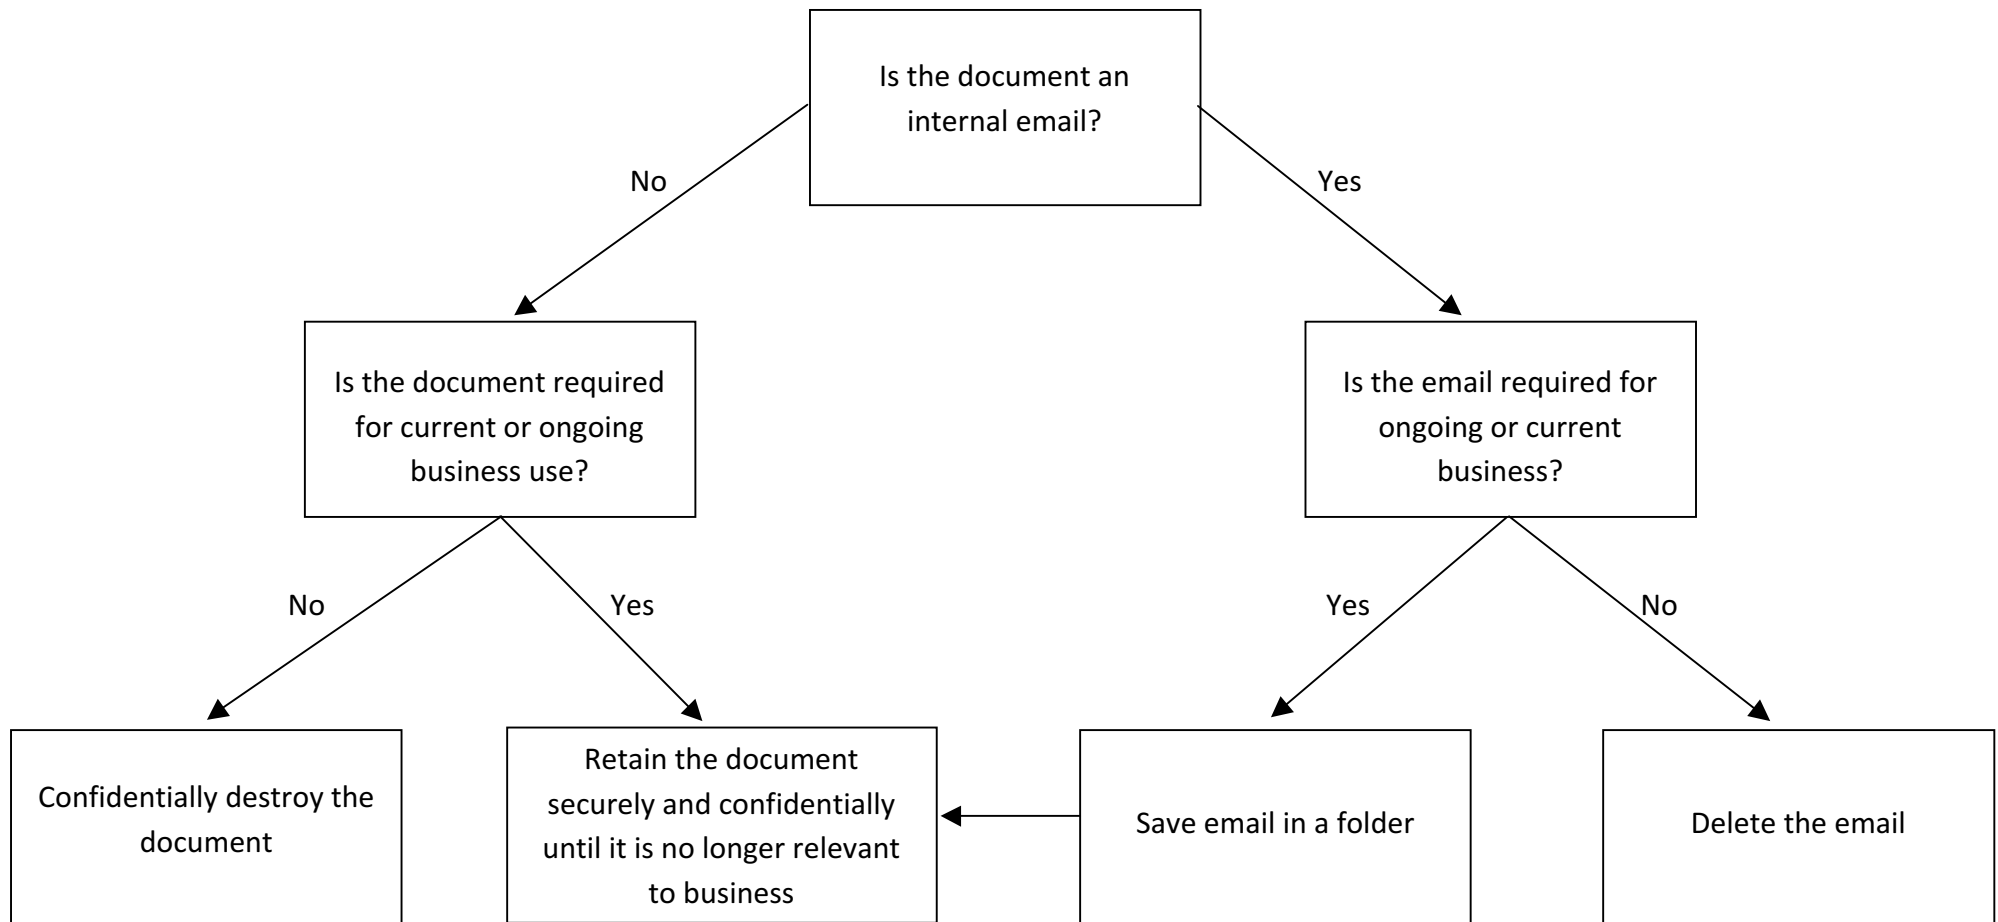 Is the document an
internal email?
No
Yes
Is the document required
for current or ongoing
business use?
Is the email required for
ongoing or current
business?
No
Yes
Yes
No
Confidentially destroy the
document
Retain the document
securely and confidentially
until it is no longer relevant
to business
Save email in a folder
Delete the email